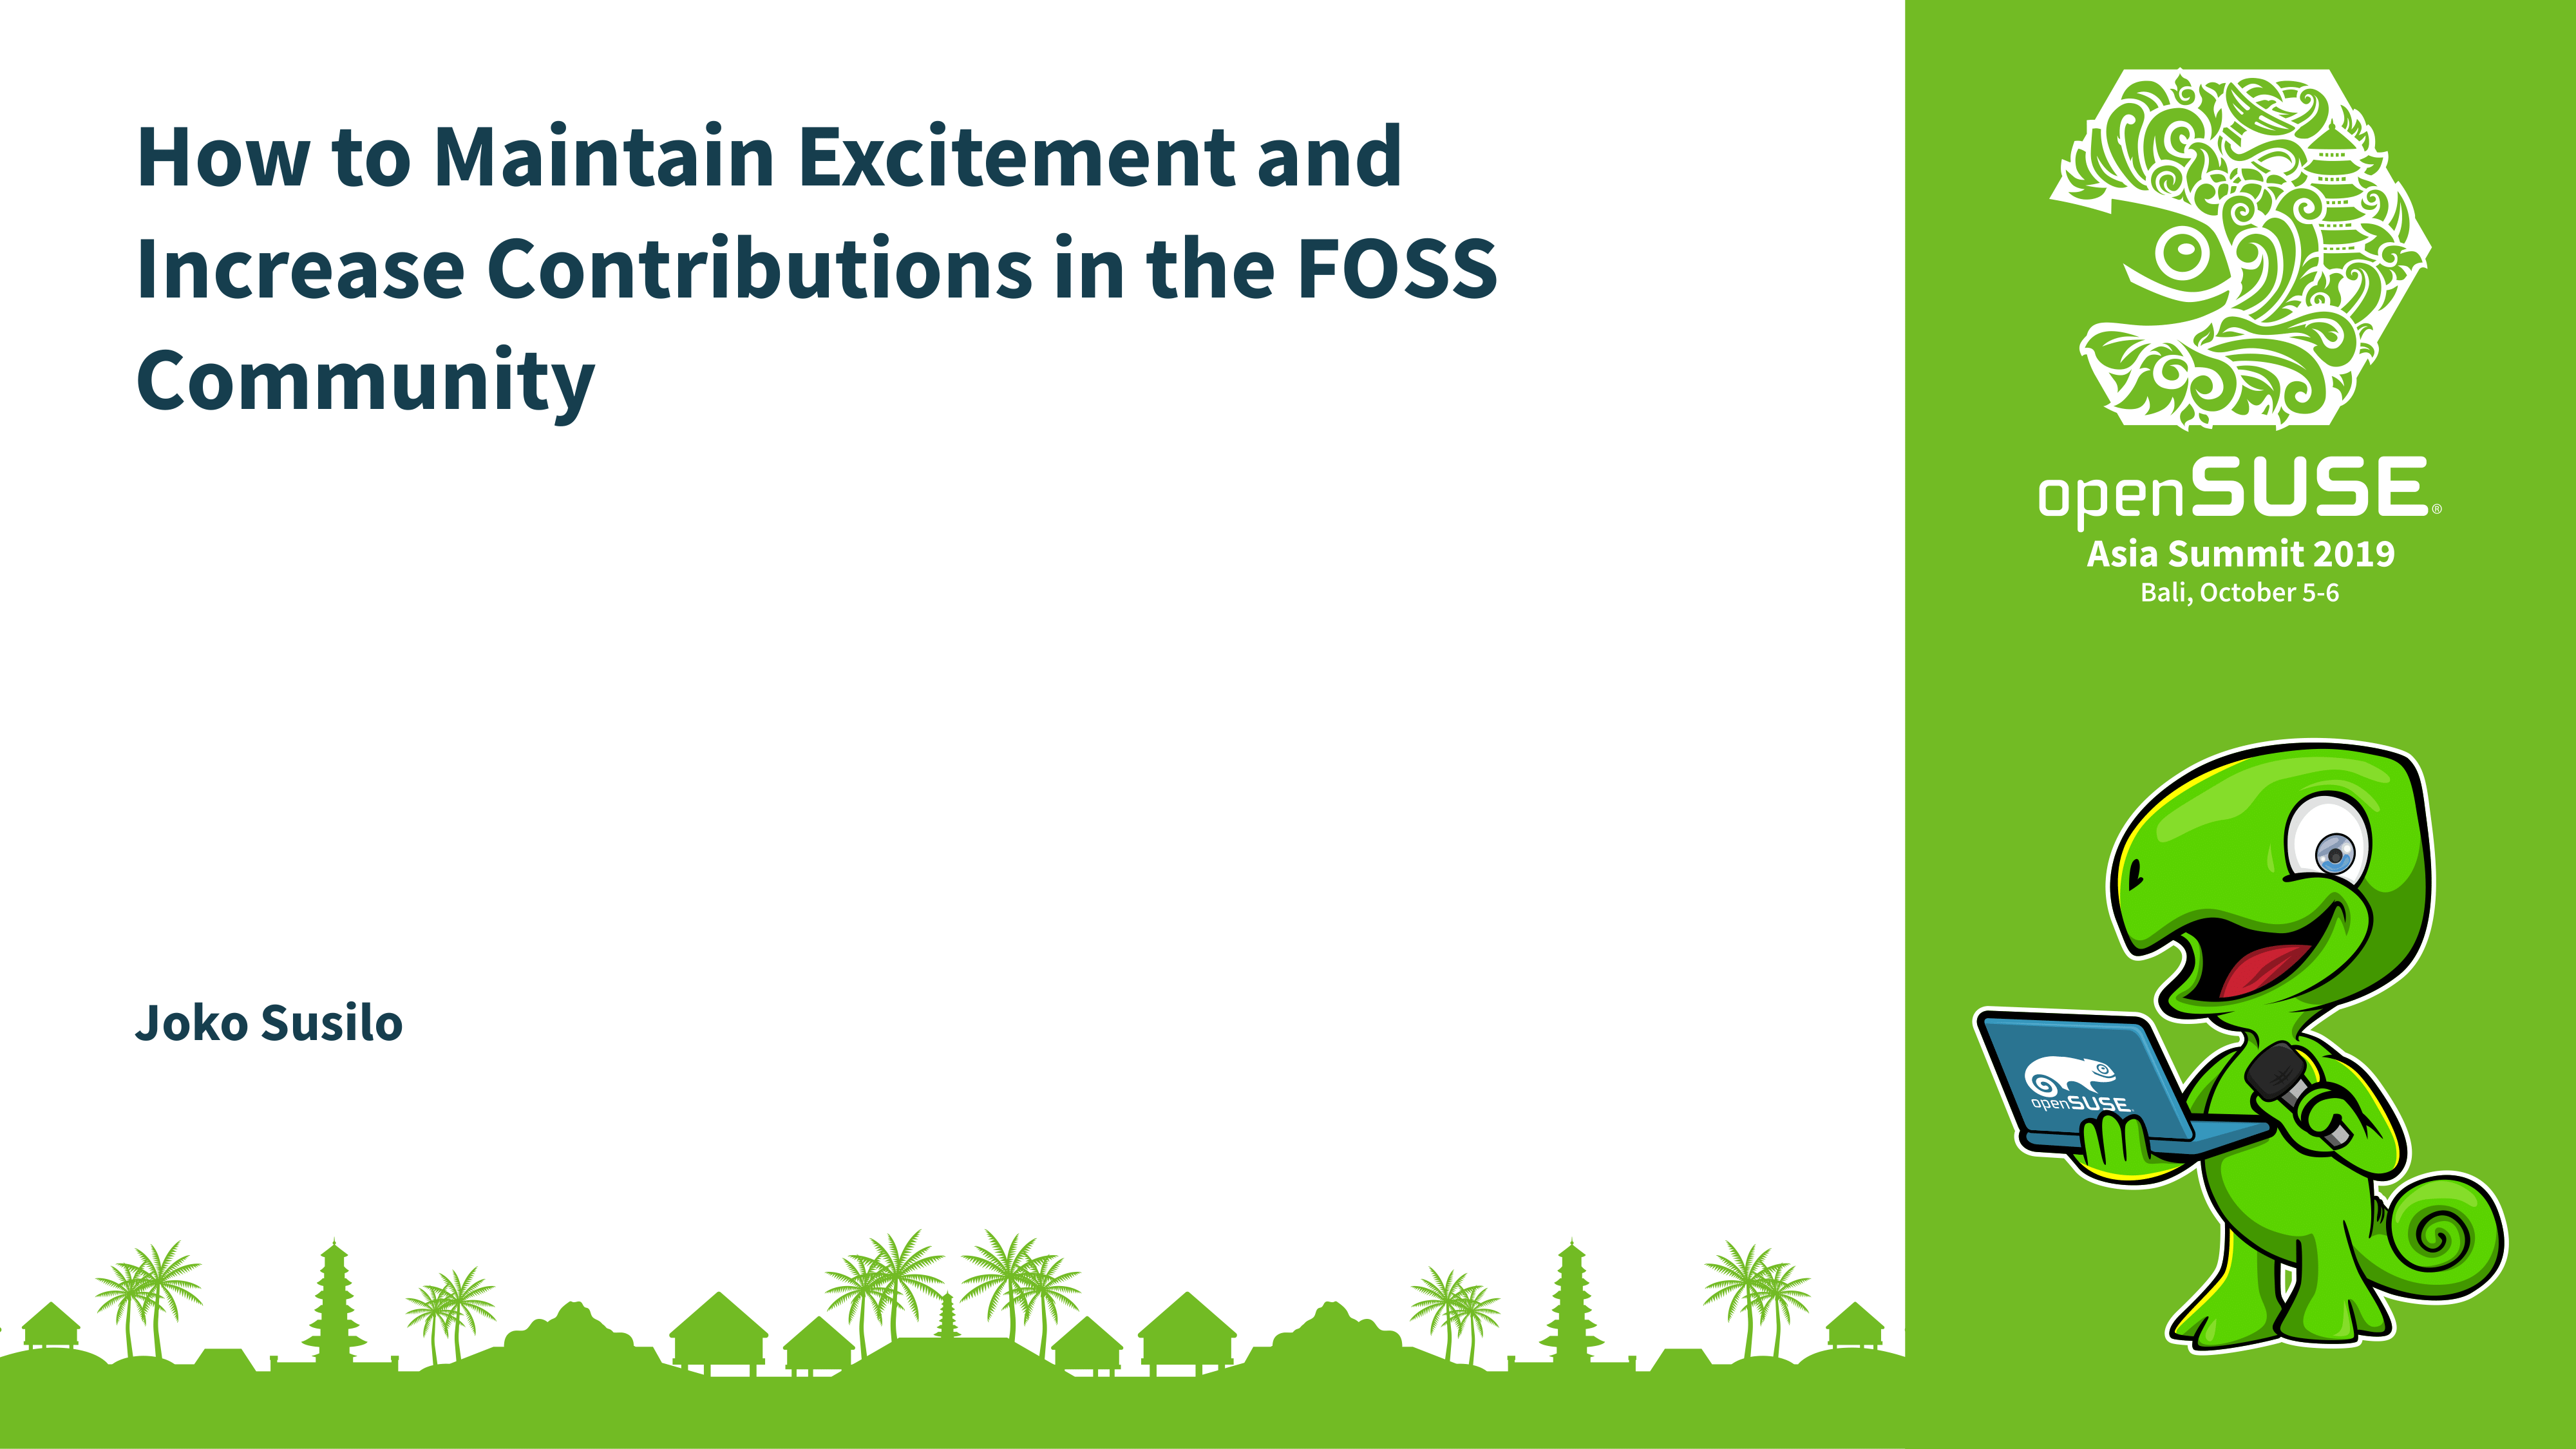 How to Maintain Excitement and
Increase Contributions in the FOSS
Community
Joko Susilo
openSUSE®
Asia Summit 2019
Bali, October 5-6
openSUSE